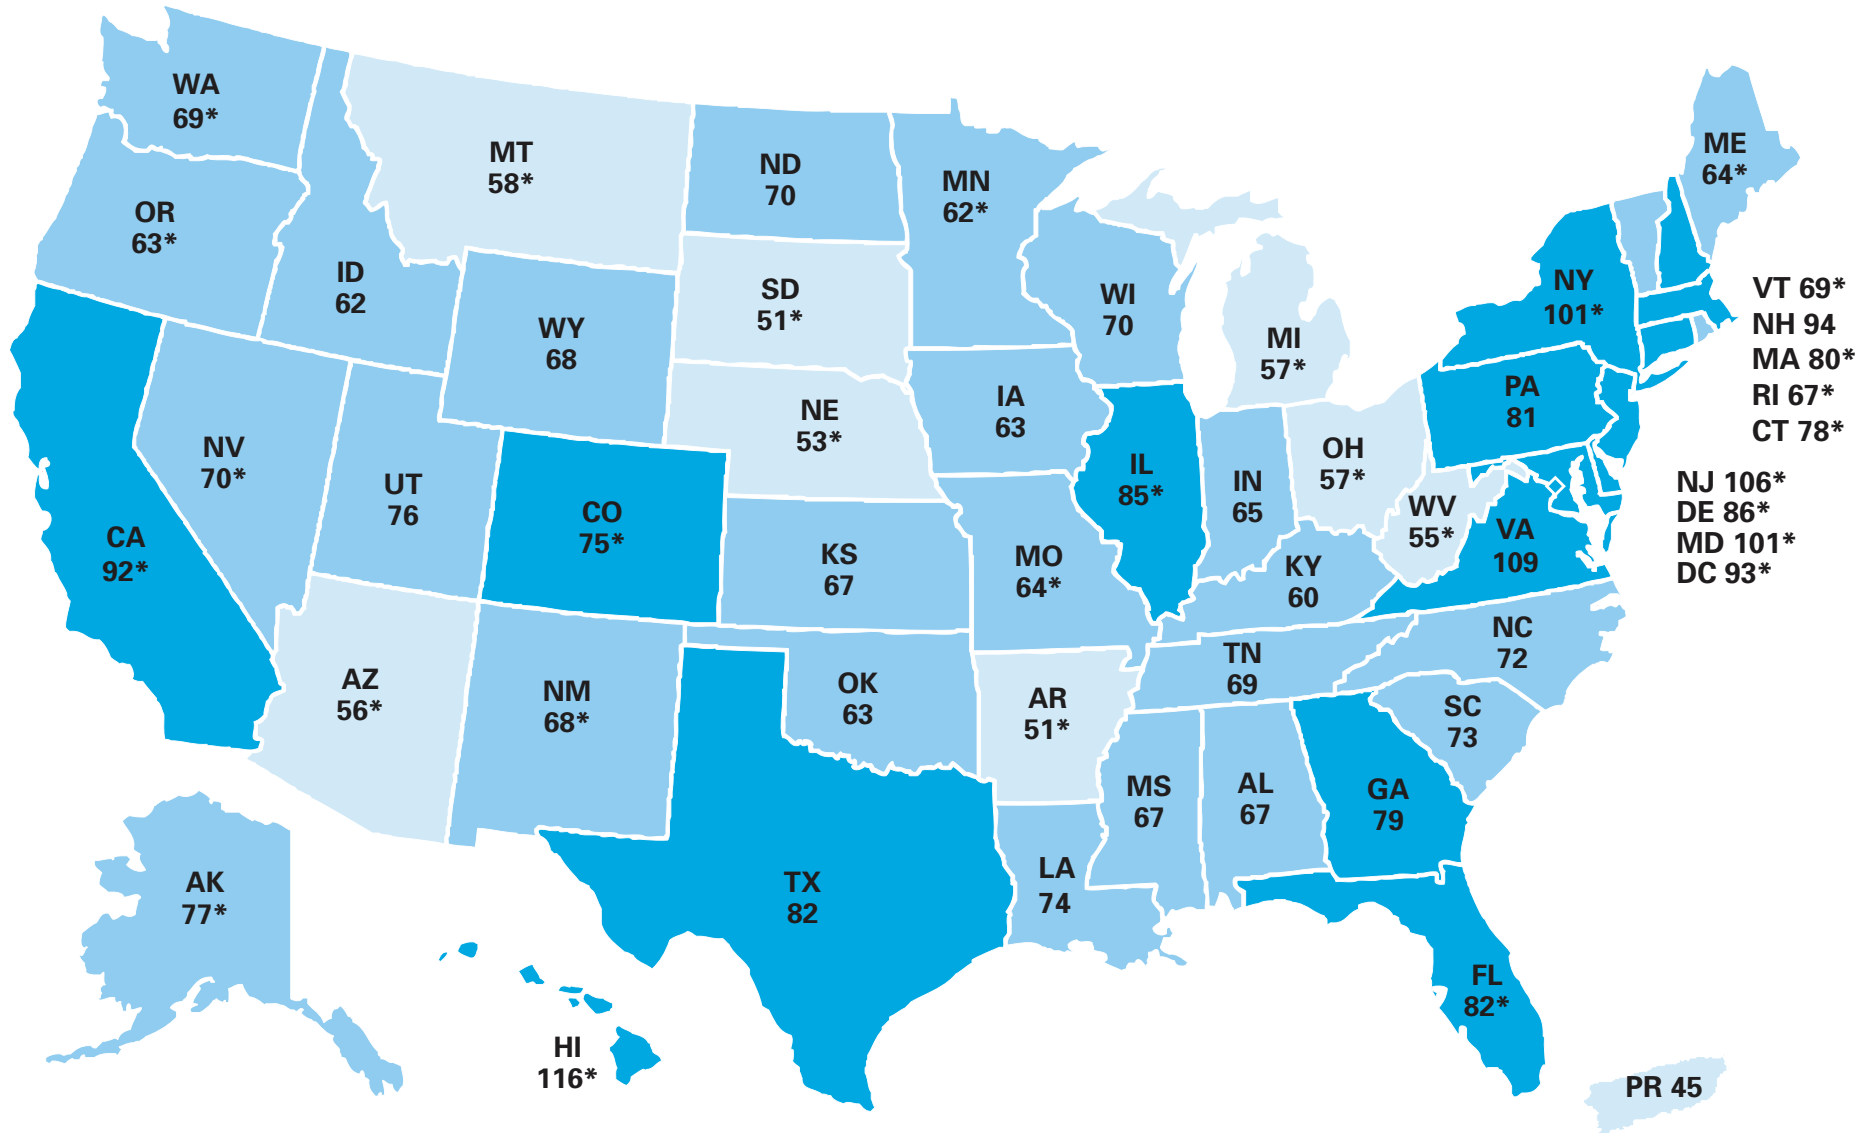 WA
69*
MT
58*
ND
70
MN
62*
ME
64*
OR
63*
ID
62
WY
68
SD
51*
WI
70
MI
57*
NY
101*
VT 69*
NH 94
MA 80*
RI 67*
CT 78*
NV
70*
UT
76
CO
75*
NE
53*
IA
63
IL
85*
IN
65
OH
57*
PA
81
NJ 106*
DE 86*
MD 101*
DC 93*
CA
92*
KS
67
MO
64*
KY
60
WV
55*
VA
109
AZ
56*
NM
68*
OK
63
AR
51*
TN
69
NC
72
SC
73
MS
67
AL
67
GA
79
AK
77*
TX
82
LA
74
FL
82*
HI
116*
PR 45